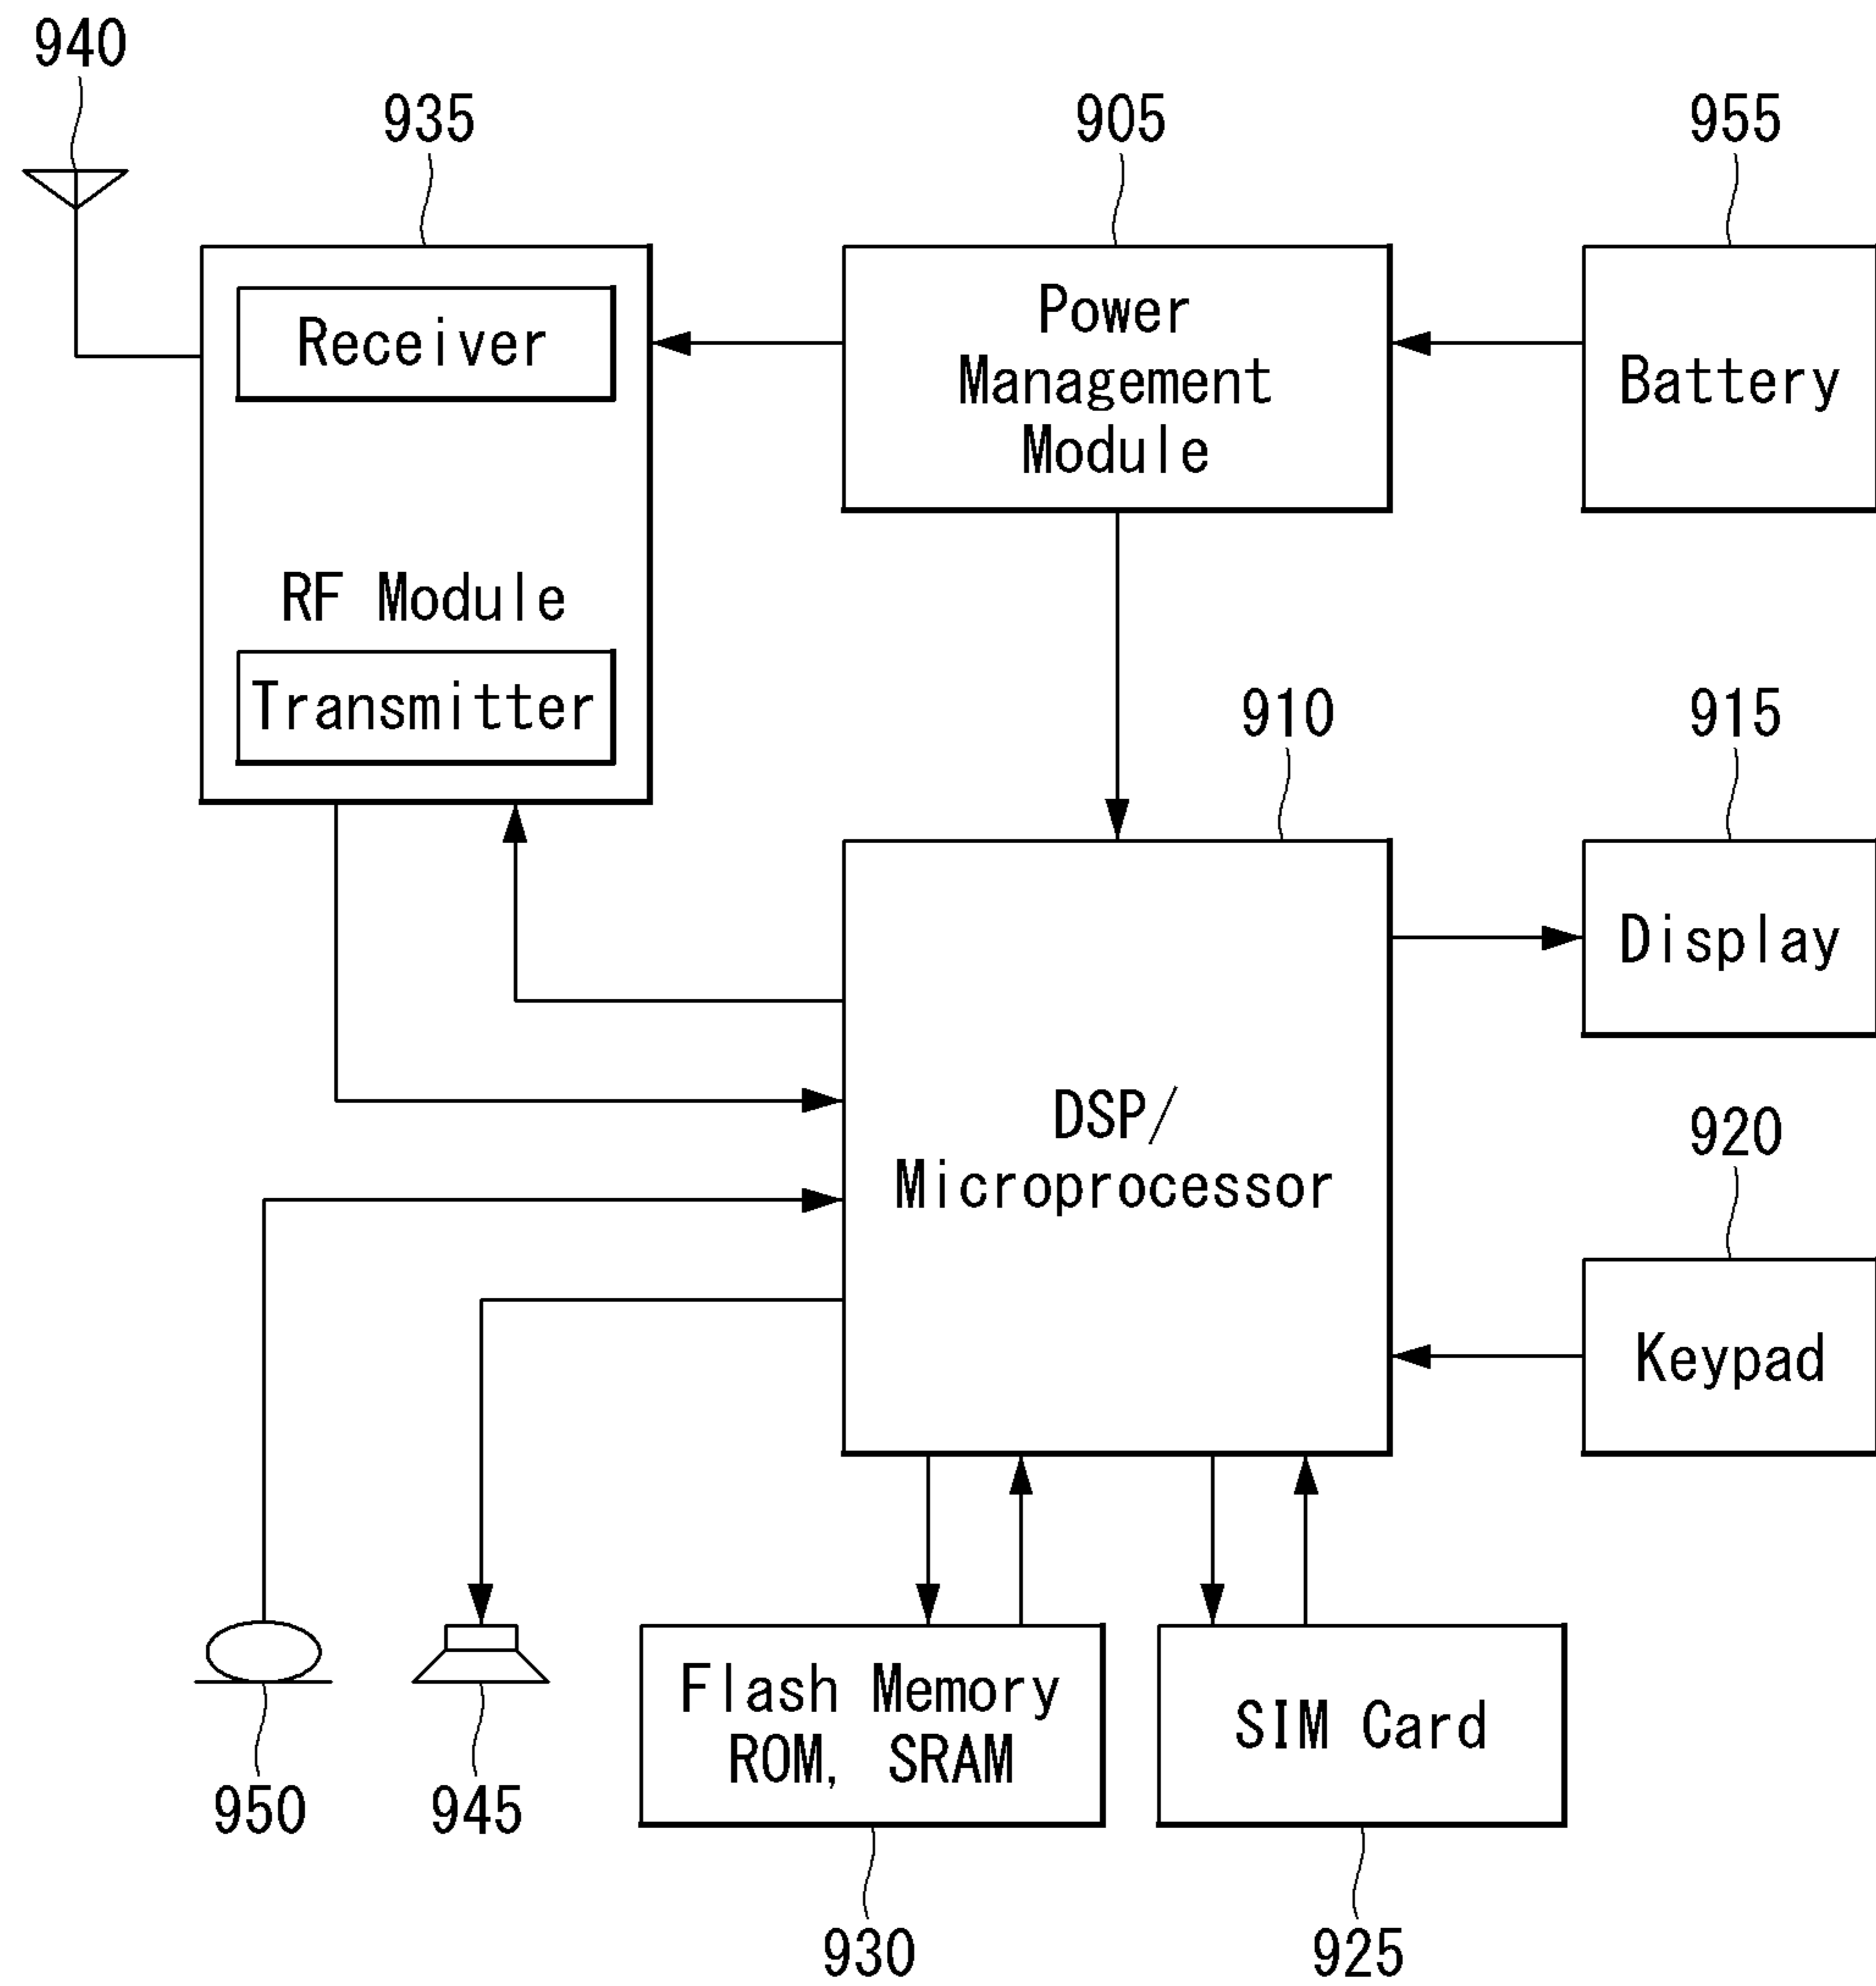 940
935
905
955
Receiver
Power
Management
Module
Battery
RF Module
Transmitter
910
915
Display
DSP/
Microprocessor
920
Keypad
Flash Memory
ROM, SRAM
SIM Card
950
945
930
925